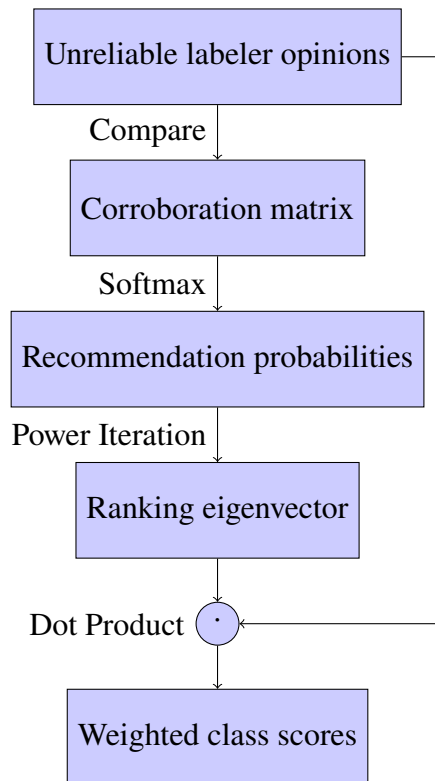 Unreliable labeler opinions
Compare
Corroboration matrix
Softmax
Recommendation probabilities
Power Iteration
Ranking eigenvector
Dot Product ·
Weighted class scores